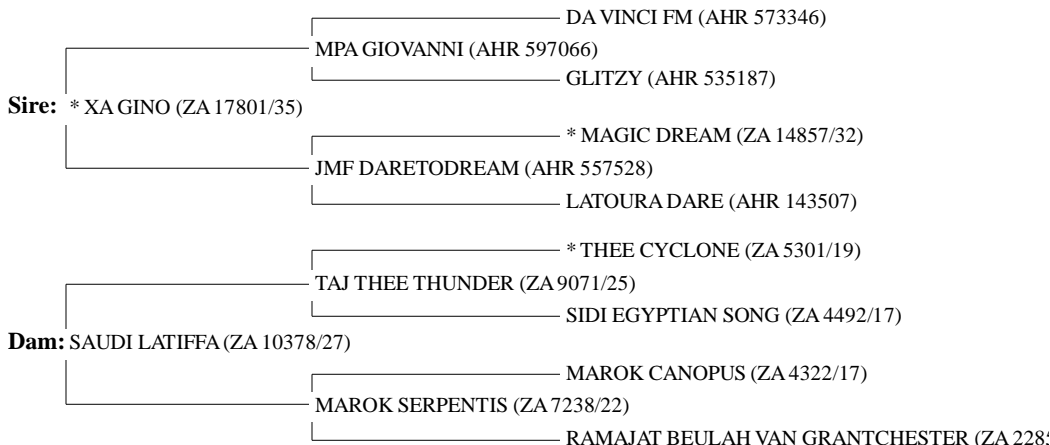 DA VINCI FM (AHR 573346)
MPA GIOVANNI (AHR 597066)
GLITZY (AHR 535187)
Sire: * XA GINO (ZA 17801/35)
* MAGIC DREAM (ZA 14857/32)
JMF DARETODREAM (AHR 557528)
LATOURA DARE (AHR 143507)
* THEE CYCLONE (ZA 5301/19)
TAJ THEE THUNDER (ZA 9071/25)
SIDI EGYPTIAN SONG (ZA 4492/17)
Dam: SAUDI LATIFFA (ZA 10378/27)
MAROK CANOPUS (ZA 4322/17)
MAROK SERPENTIS (ZA 7238/22)
RAMAJAT BEULAH VAN GRANTCHESTER (ZA